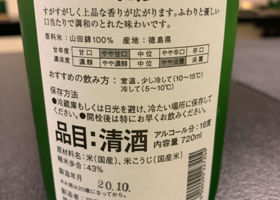 すがすがしく上品な香りが広がります。ふわりと優しい
口当たりで調和のとれた味わいです。
原料米：山田錦100%　生産地：徳島県
甘辛度 甘口 やや甘口 中位 やや辛口 辛口
濃淡度 濃醇 やや濃醇 中位 やや淡麗 淡麗
おすすめの飲み方：室温、少し冷して(10〜15℃)
冷して(5〜10℃)
保存方法
●冷蔵庫もしくは日光を避け、冷たい場所に保存して
ください。●開栓後は特にお早めにお飲みください。
品目：清酒
アルコール分：16度
内容量 720ml
原材料名：米(国産)、米こうじ(国産米)
精米歩合：43%
製造年月
20.10.